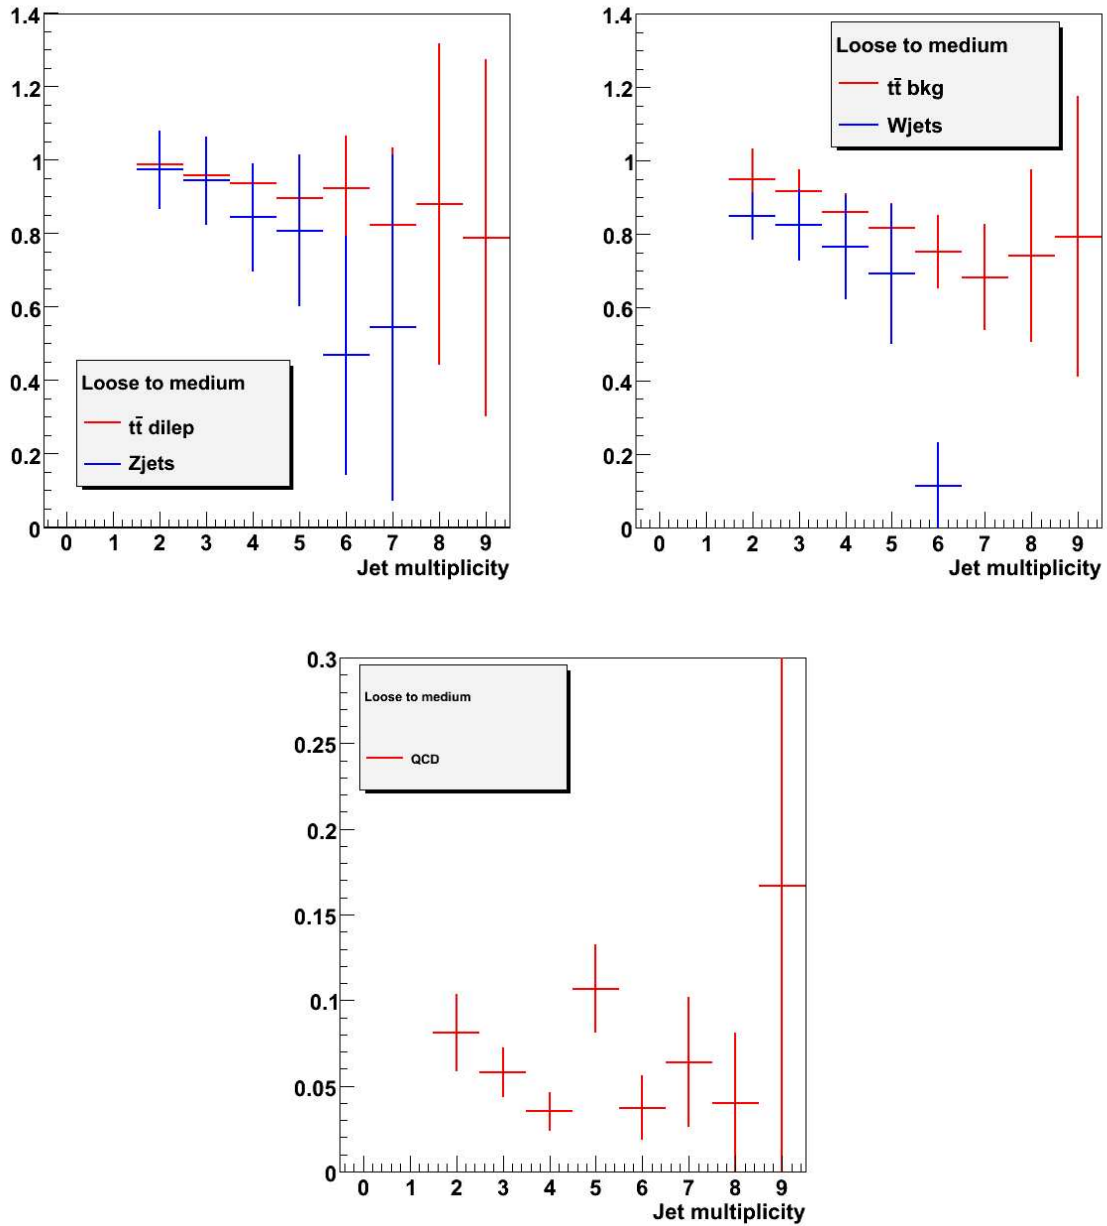 1.4
1.2
1
0.8
0.6
0.4
0.2
0
Loose to medium
tt̄ dilep
Zjets
0 1 2 3 4 5 6 7 8 9
Jet multiplicity
1.4
1.2
1
0.8
0.6
0.4
0.2
0
Loose to medium
tt̄ bkg
Wjets
0 1 2 3 4 5 6 7 8 9
Jet multiplicity
0.3
0.25
0.2
0.15
0.1
0.05
0
Loose to medium
QCD
0 1 2 3 4 5 6 7 8 9
Jet multiplicity